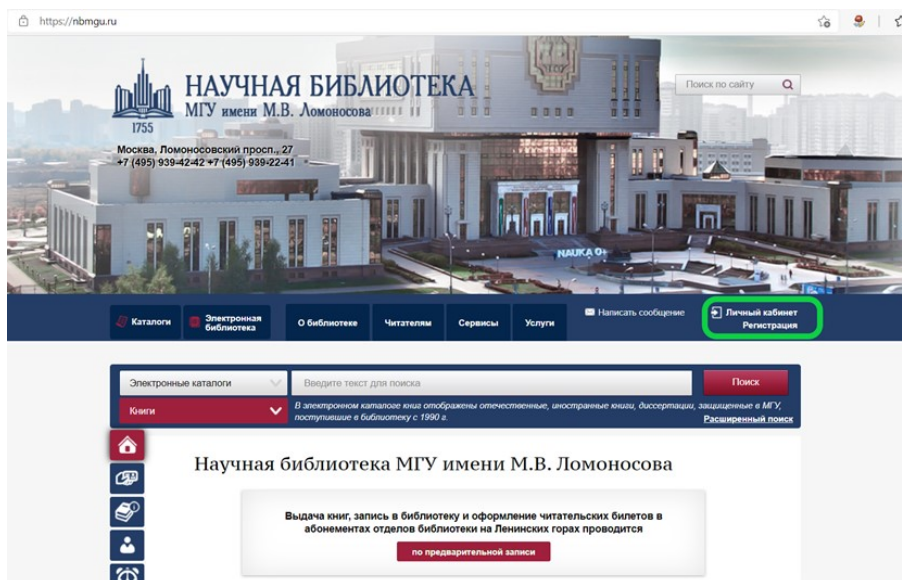 https://nbmgu.ru
НАУЧНАЯ БИБЛИОТЕКА
МГУ имени М.В. Ломоносова
1755
Поиск по сайту
Москва, Ломоносовский просп., 27
+7 (495) 939-42-42 +7 (495) 939-22-41
NAUKA 0+
Каталоги
Электронная
библиотека
О библиотеке
Читателям
Сервисы
Услуги
Написать сообщение
Личный кабинет
Регистрация
Электронные каталоги
Введите текст для поиска
Поиск
Книги
В электронном каталоге книг отображены отечественные, иностранные книги, диссертации, защищенные в МГУ,
поступившие в библиотеку с 1990 г.
Расширенный поиск
Научная библиотека МГУ имени М.В. Ломоносова
Выдача книг, запись в библиотеку и оформление читательских билетов в
абонементах отделов библиотеки на Ленинских горах проводится
по предварительной записи